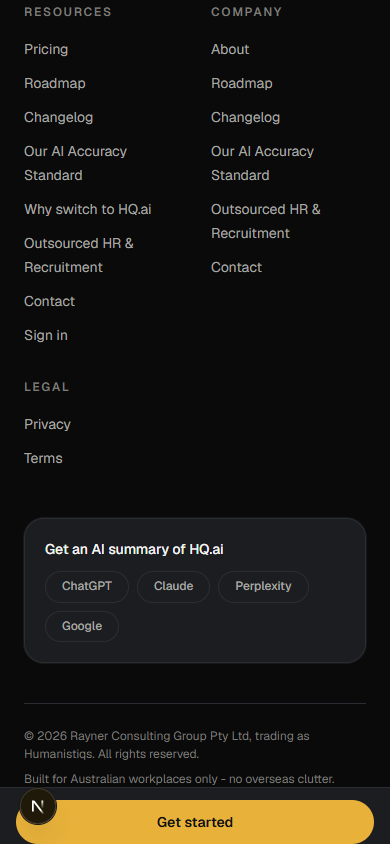 RESOURCES
Pricing
Roadmap
Changelog
Our AI Accuracy
Standard
Why switch to HQ.ai
Outsourced HR &
Recruitment
Contact
Sign in
COMPANY
About
Roadmap
Changelog
Our AI Accuracy
Standard
Outsourced HR &
Recruitment
Contact
LEGAL
Privacy
Terms
Get an AI summary of HQ.ai
ChatGPT
Claude
Perplexity
Google
© 2026 Rayner Consulting Group Pty Ltd, trading as
Humanistiqs. All rights reserved.
Built for Australian workplaces only - no overseas clutter.
N
Get started